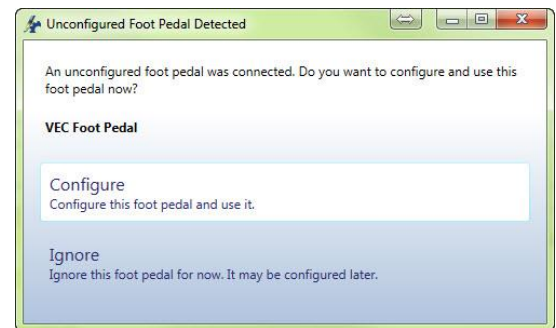 Unconfigured Foot Pedal Detected
An unconfigured foot pedal was connected. Do you want to configure and use this
foot pedal now?
VEC Foot Pedal
Configure
Configure this foot pedal and use it.
Ignore
Ignore this foot pedal for now. It may be configured later.